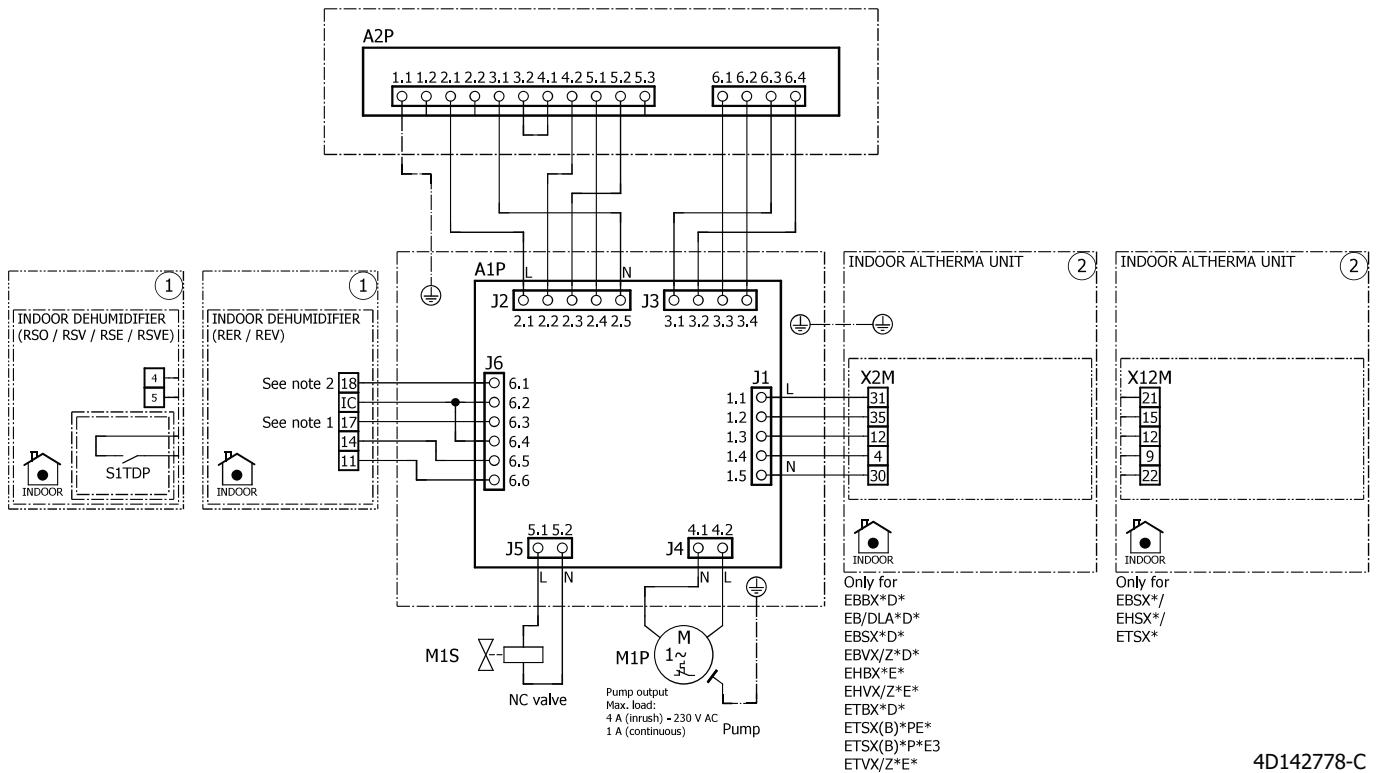 A2P
1.1 1.2 2.1 2.2 3.1 3.2 4.1 4.2 5.1 5.2 5.3
6.1 6.2 6.3 6.4
A1P
L
N
J2
2.1 2.2 2.3 2.4 2.5
J3
3.1 3.2 3.3 3.4
1
INDOOR DEHUMIDIFIER
(RSO / RSV / RSE / RSVE)
4
5
S1TDP
INDOOR
1
INDOOR DEHUMIDIFIER
(RER / REV)
See note 2
18
IC
See note 1
17
14
11
INDOOR
J6
6.1
6.2
6.3
6.4
6.5
6.6
J1
L
1.1
1.2
1.3
1.4
1.5
N
INDOOR ALTHERMA UNIT
2
X2M
31
35
12
4
30
INDOOR
Only for
EBBX*D*
EB/DLA*D*
EBSX*D*
EBVX/Z*D*
EHBX*E*
EHVX/Z*E*
ETBX*D*
ETSX(B)*PE*
ETSX(B)*P*E3
ETVX/Z*E*
INDOOR ALTHERMA UNIT
2
X12M
21
15
12
9
22
INDOOR
Only for
EBSX*/
EHSX*/
ETSX*
5.1 5.2
J5
L
N
4.1 4.2
J4
N
L
M1S
NC valve
M1P
M
1~
Pump output
Max. load:
4 A (inrush) - 230 V AC
1 A (continuous)
Pump
4D142778-C